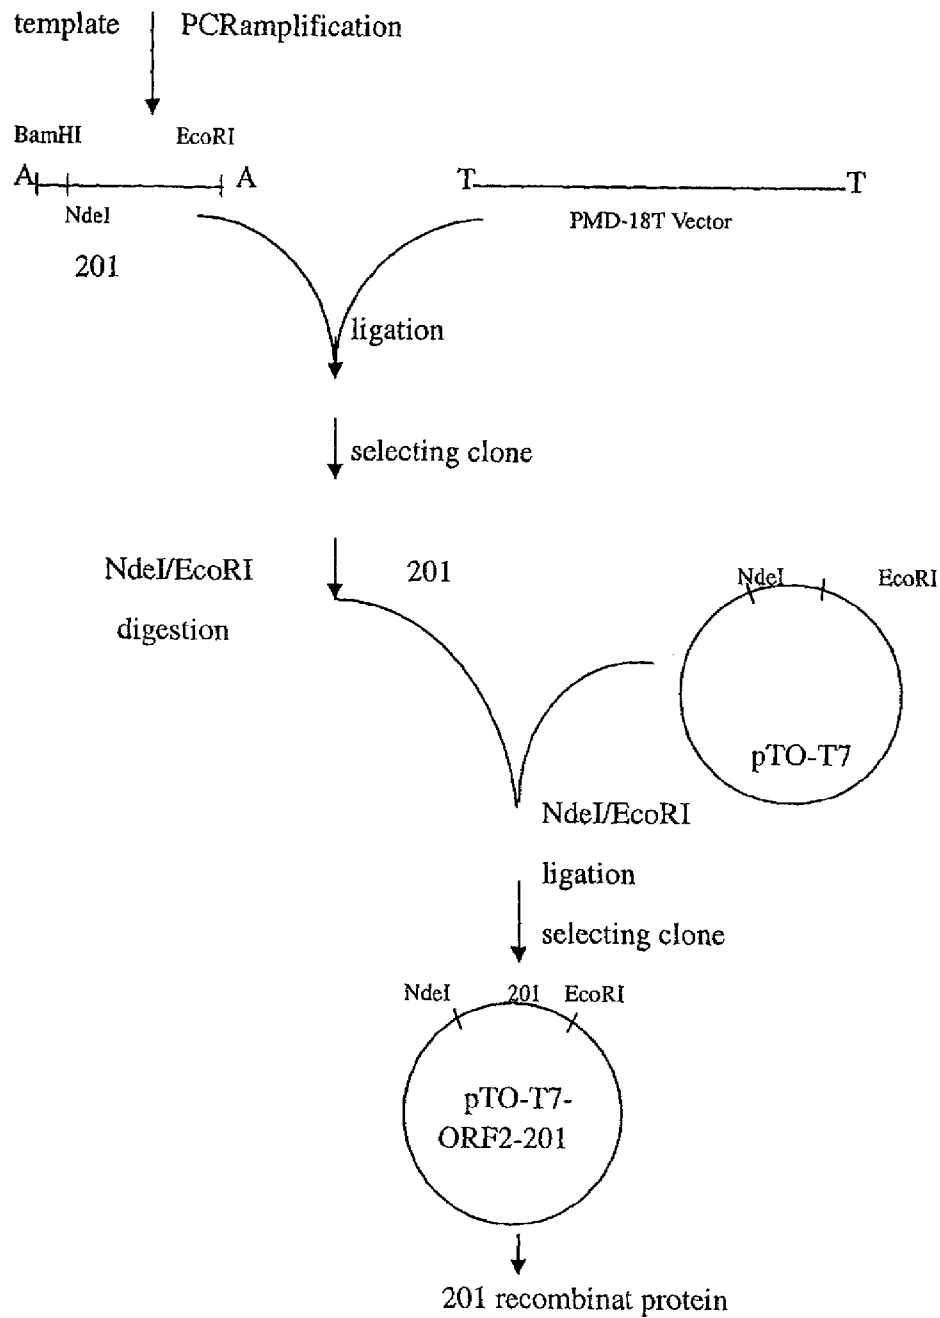 template PCRamplification
BamHI EcoRI
A A T T
NdeI PMD-18T Vector
201
ligation
selecting clone
NdeI/EcoRI 201
digestion
NdeI EcoRI
pTO-T7
NdeI/EcoRI
ligation
selecting clone
NdeI 201 EcoRI
pTO-T7-
ORF2-201
201 recombinat protein